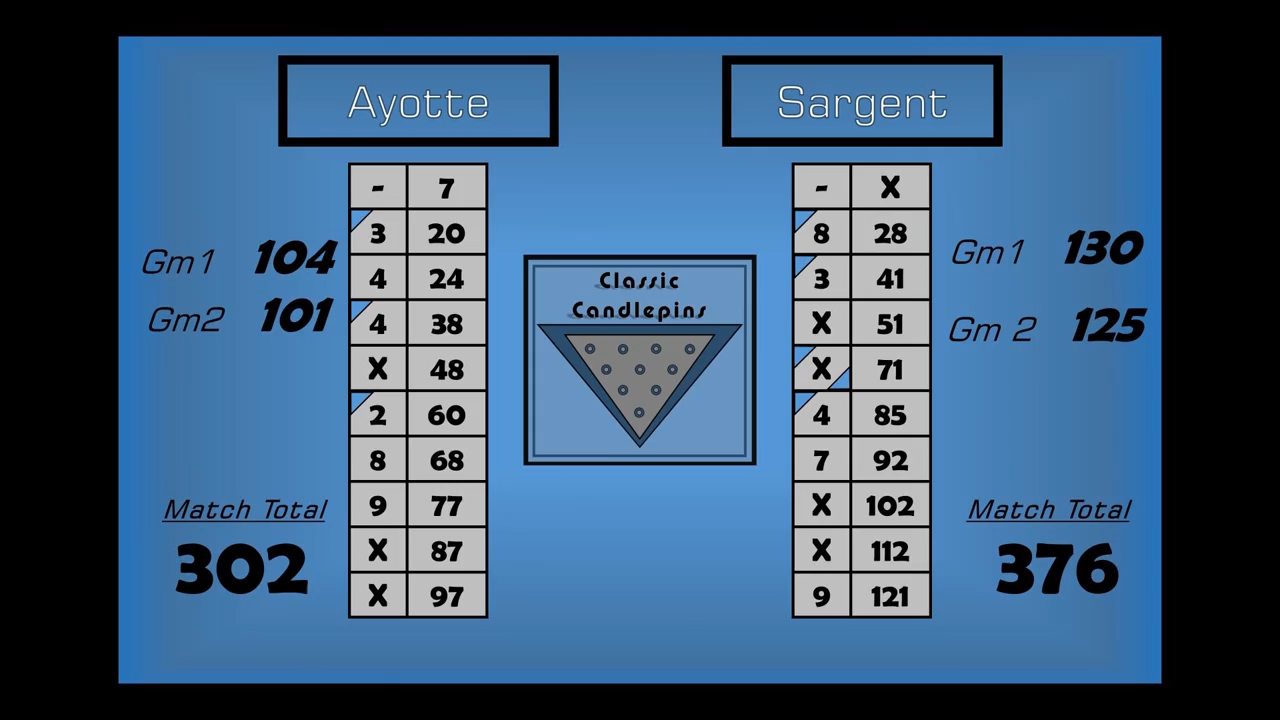 Ayotte
- 7
3 20
4 24
4 38
X 48
2 60
8 68
9 77
X 87
X 97
Gm1 104
Gm2 101
Match Total
302
Classic
Candlepins
Sargent
- X
8 28
3 41
X 51
X 71
4 85
7 92
X 102
X 112
9 121
Gm1 130
Gm 2 125
Match Total
376